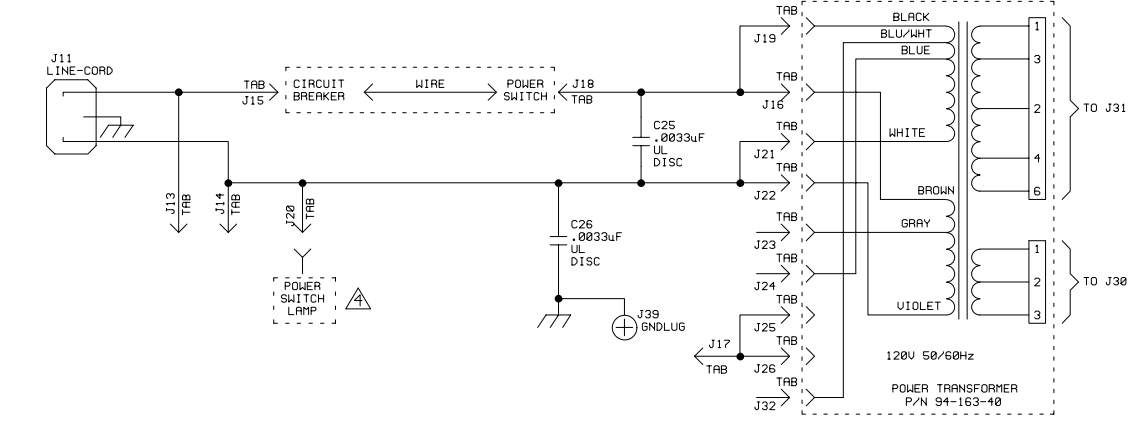 J11
LINE-CORD
TAB
J15
CIRCUIT
BREAKER
WIRE
POWER
SWITCH
J18
TAB
TAB
J19
TAB
J16
C25
.0033uF
UL
DISC
TAB
J21
TAB
J22
J13
TAB
J14
TAB
J20
TAB
POWER
SWITCH
LAMP
4
C26
.0033uF
UL
DISC
J39
GNDLUG
TAB
J23
TAB
J24
TAB
J25
J17
TAB
TAB
J26
TAB
J32
BLACK
BLU/WHT
BLUE
WHITE
BROWN
GRAY
VIOLET
1
3
2
4
6
TO J31
1
2
3
TO J30
120V 50/60Hz
POWER TRANSFORMER
P/N 94-163-40